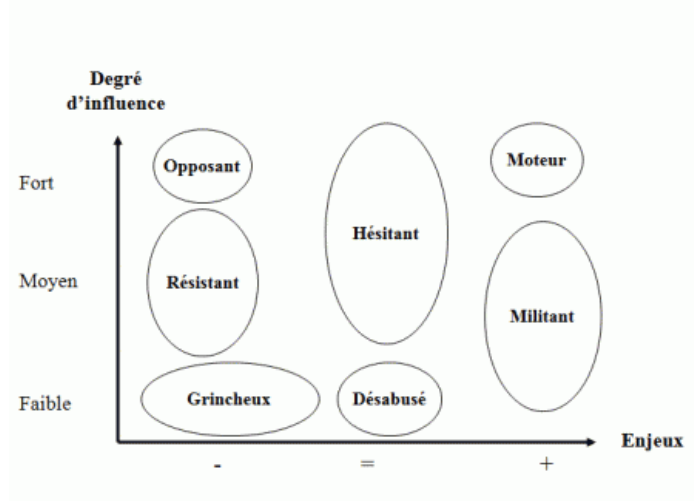 Degré
d'influence
Opposant
Moteur
Fort
Hésitant
Moyen
Résistant
Militant
Faible
Grincheux
Désabusé
Enjeux
-
=
+